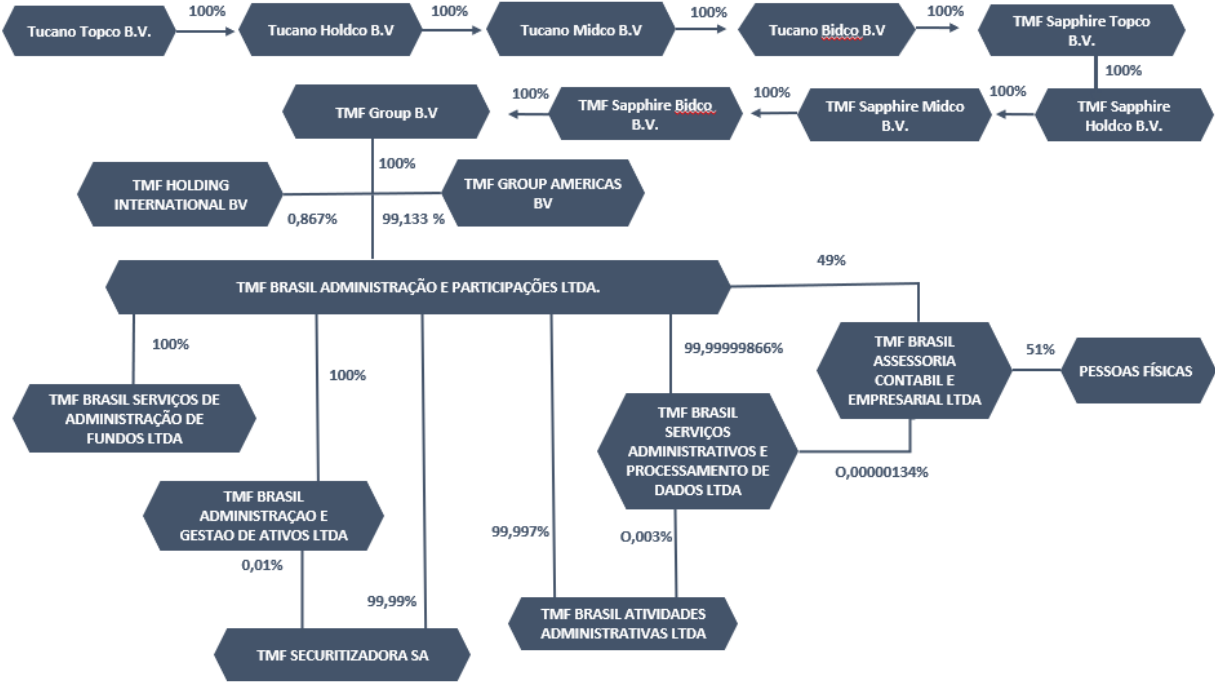 100%
100%
100%
100%
Tucano Topco B.V.
Tucano Holdco B.V
Tucano Midco B.V
Tucano Bidco B.V
TMF Sapphire Topco
B.V.
100%
TMF Group B.V
100%
TMF Sapphire Bidco
B.V.
100%
TMF Sapphire Midco
B.V.
100%
TMF Sapphire
Holdco B.V.
100%
TMF HOLDING
INTERNATIONAL BV
TMF GROUP AMERICAS
BV
0,867%
99,133 %
TMF BRASIL ADMINISTRAÇÃO E PARTICIPAÇÕES LTDA.
49%
100%
100%
99,99999866%
TMF BRASIL
ASSESSORIA
CONTABIL E
EMPRESARIAL LTDA
51%
PESSOAS FÍSICAS
TMF BRASIL SERVIÇOS DE
ADMINISTRAÇÃO DE
FUNDOS LTDA
TMF BRASIL
SERVIÇOS
ADMINISTRATIVOS E
PROCESSAMENTO DE
DADOS LTDA
O,00000134%
TMF BRASIL
ADMINISTRAÇAO E
GESTAO DE ATIVOS LTDA
99,997%
O,003%
0,01%
99,99%
TMF BRASIL ATIVIDADES
ADMINISTRATIVAS LTDA
TMF SECURITIZADORA SA